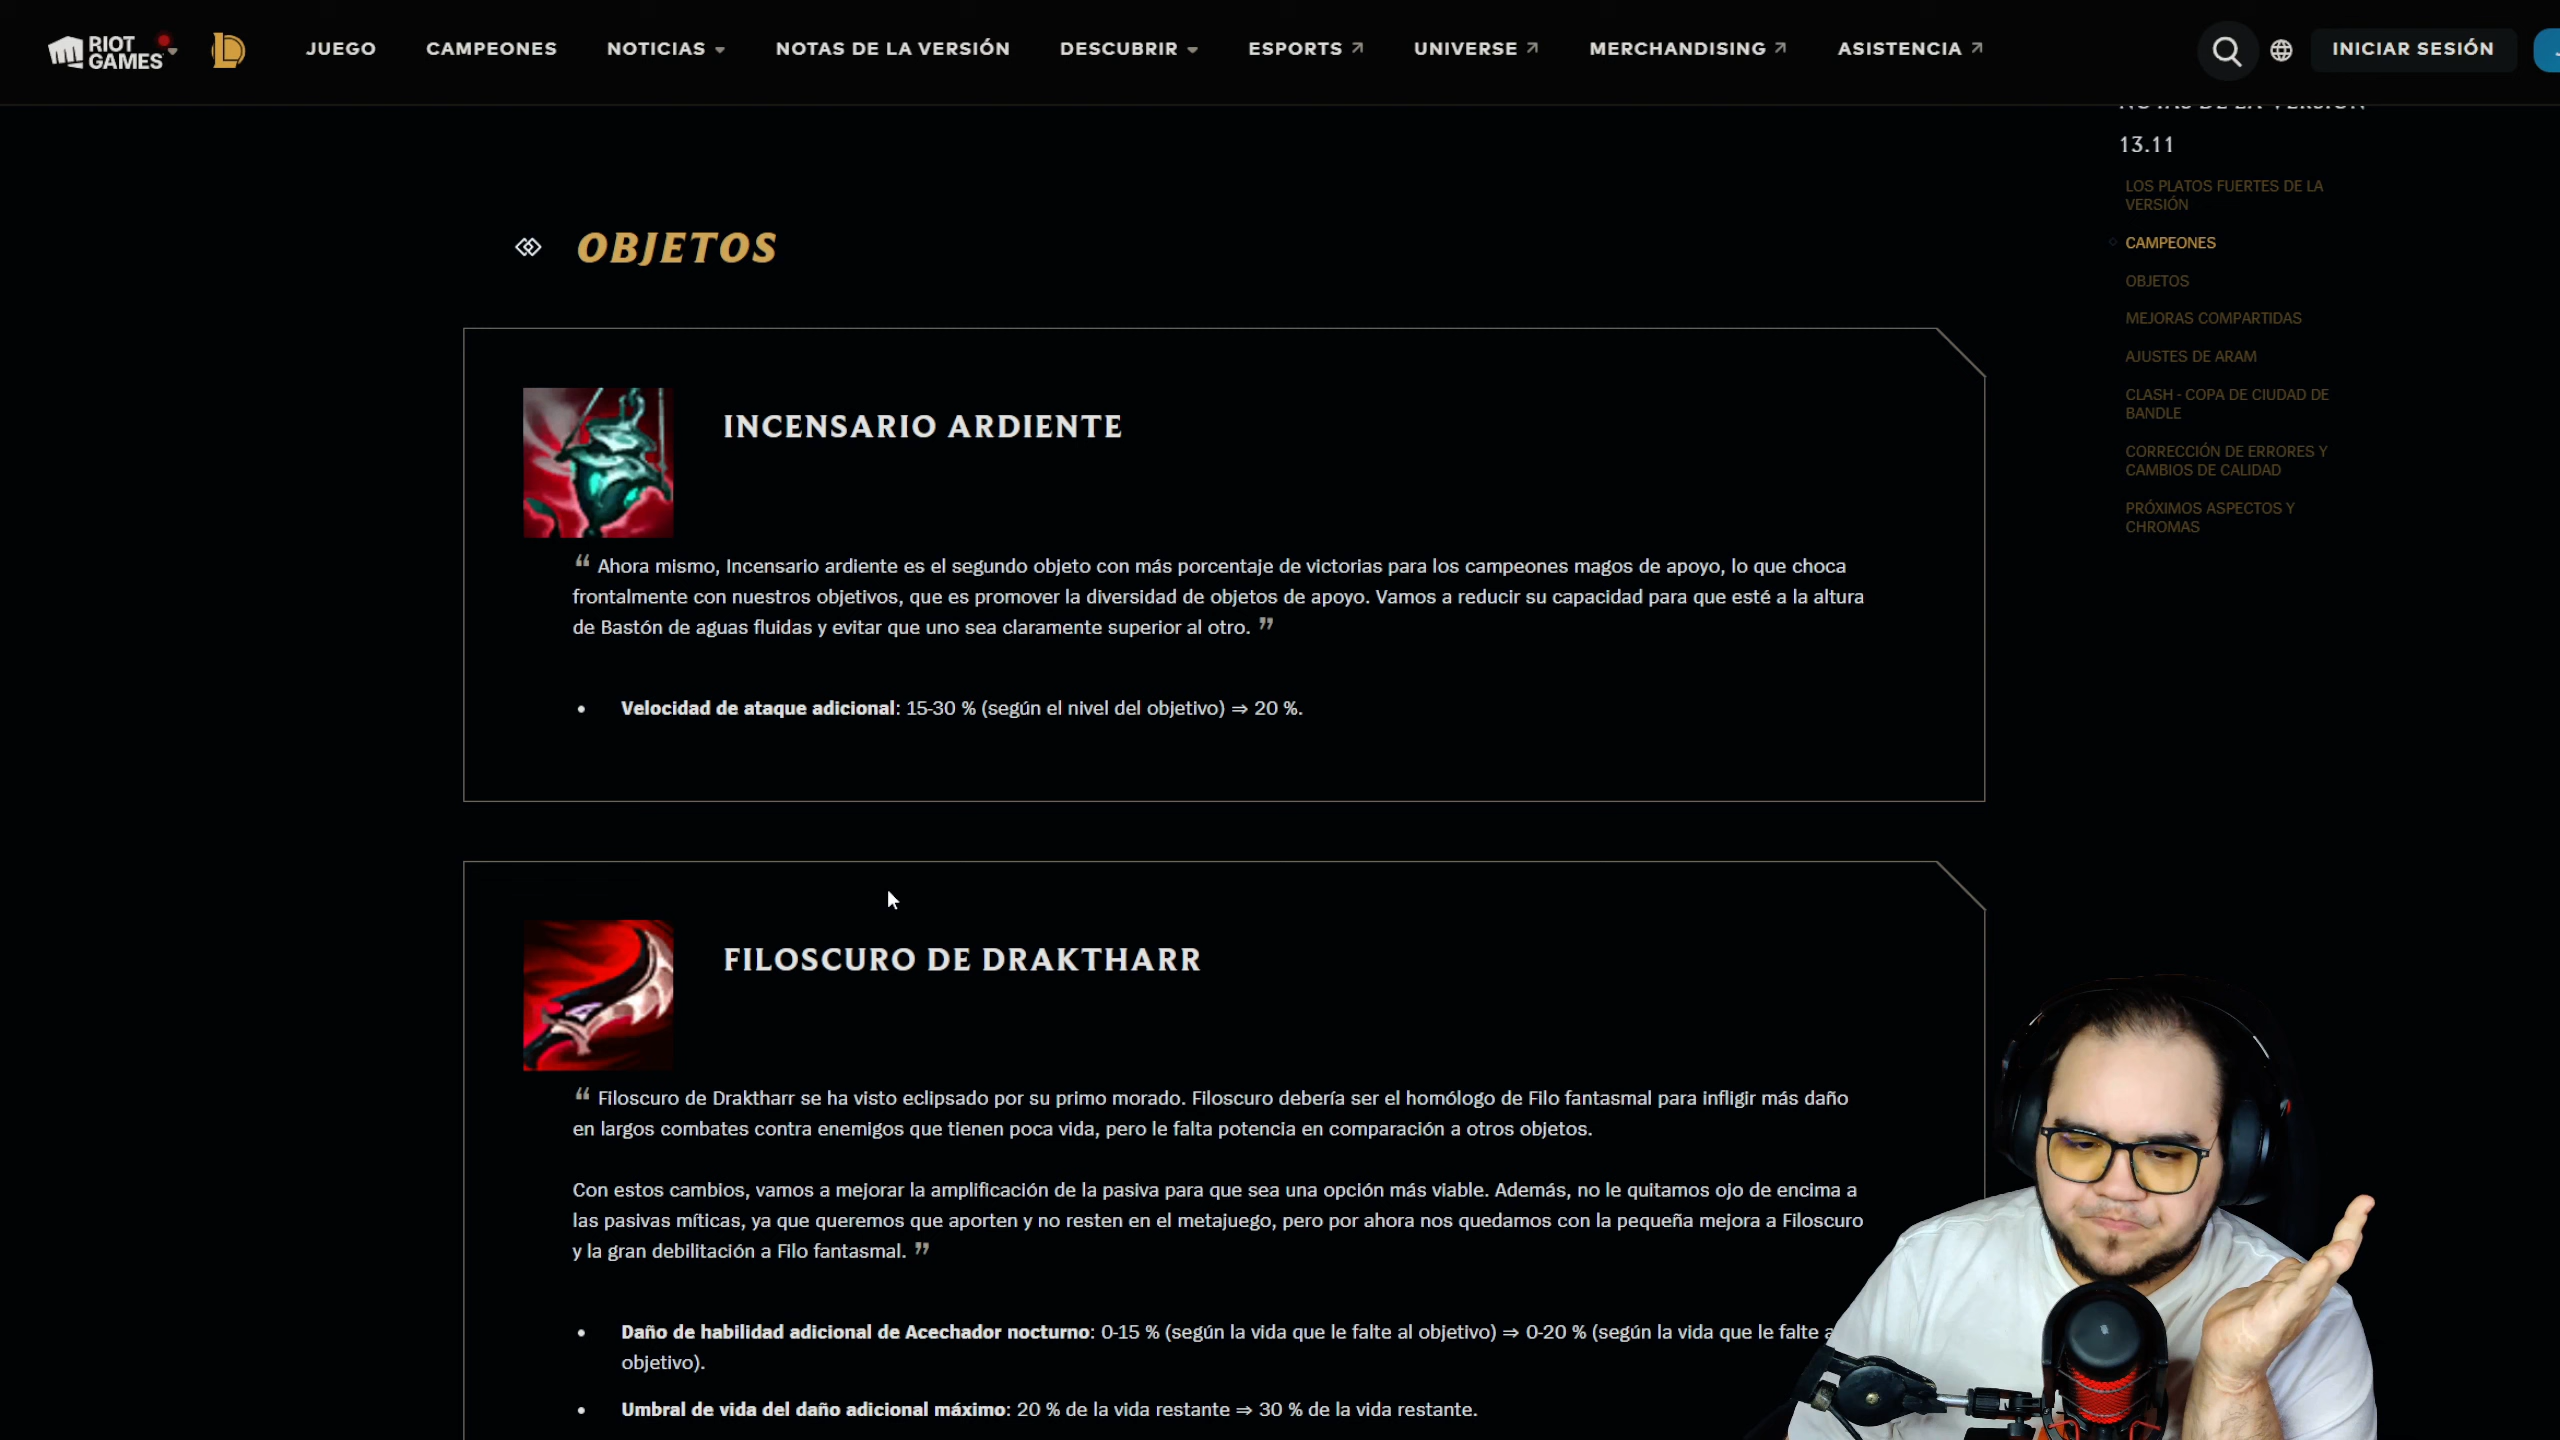 RIOT GAMES
JUEGO
CAMPEONES
NOTICIAS
NOTAS DE LA VERSIÓN
DESCUBRIR
ESPORTS
UNIVERSE
MERCHANDISING
ASISTENCIA
INICIAR SESIÓN
NOTAS DE LA VERSIÓN
13.11
LOS PLATOS FUERTES DE LA
VERSIÓN
CAMPEONES
OBJETOS
MEJORAS COMPARTIDAS
AJUSTES DE ARAM
CLASH - COPA DE CIUDAD DE
BANDLE
CORRECCIÓN DE ERRORES Y
CAMBIOS DE CALIDAD
PRÓXIMOS ASPECTOS Y
CHROMAS
OBJETOS
INCENSARIO ARDIENTE
“ Ahora mismo, Incensario ardiente es el segundo objeto con más porcentaje de victorias para los campeones magos de apoyo, lo que choca
frontalmente con nuestros objetivos, que es promover la diversidad de objetos de apoyo. Vamos a reducir su capacidad para que esté a la altura
de Bastón de aguas fluidas y evitar que uno sea claramente superior al otro. ”
• Velocidad de ataque adicional: 15-30 % (según el nivel del objetivo) ⇒ 20 %.
FILOSCURO DE DRAKTHARR
“ Filoscuro de Draktharr se ha visto eclipsado por su primo morado. Filoscuro debería ser el homólogo de Filo fantasmal para infligir más daño
en largos combates contra enemigos que tienen poca vida, pero le falta potencia en comparación a otros objetos.
Con estos cambios, vamos a mejorar la amplificación de la pasiva para que sea una opción más viable. Además, no le quitamos ojo de encima a
las pasivas míticas, ya que queremos que aporten y no resten en el metajuego, pero por ahora nos quedamos con la pequeña mejora a Filoscuro
y la gran debilitación a Filo fantasmal. ”
• Daño de habilidad adicional de Acechador nocturno: 0-15 % (según la vida que le falte al objetivo) ⇒ 0-20 % (según la vida que le falte
objetivo).
• Umbral de vida del daño adicional máximo: 20 % de la vida restante ⇒ 30 % de la vida restante.